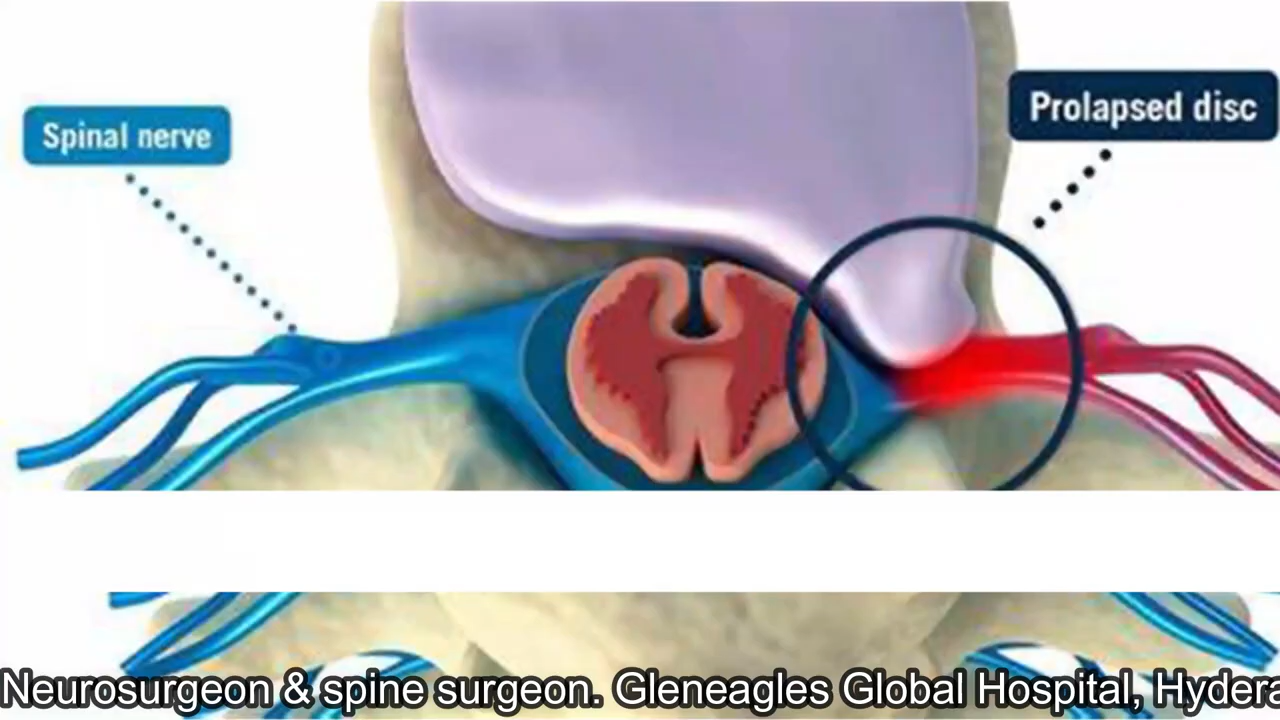 Prolapsed disc
Spinal nerve
Neurosurgeon & spine surgeon. Gleneagles Global Hospital,